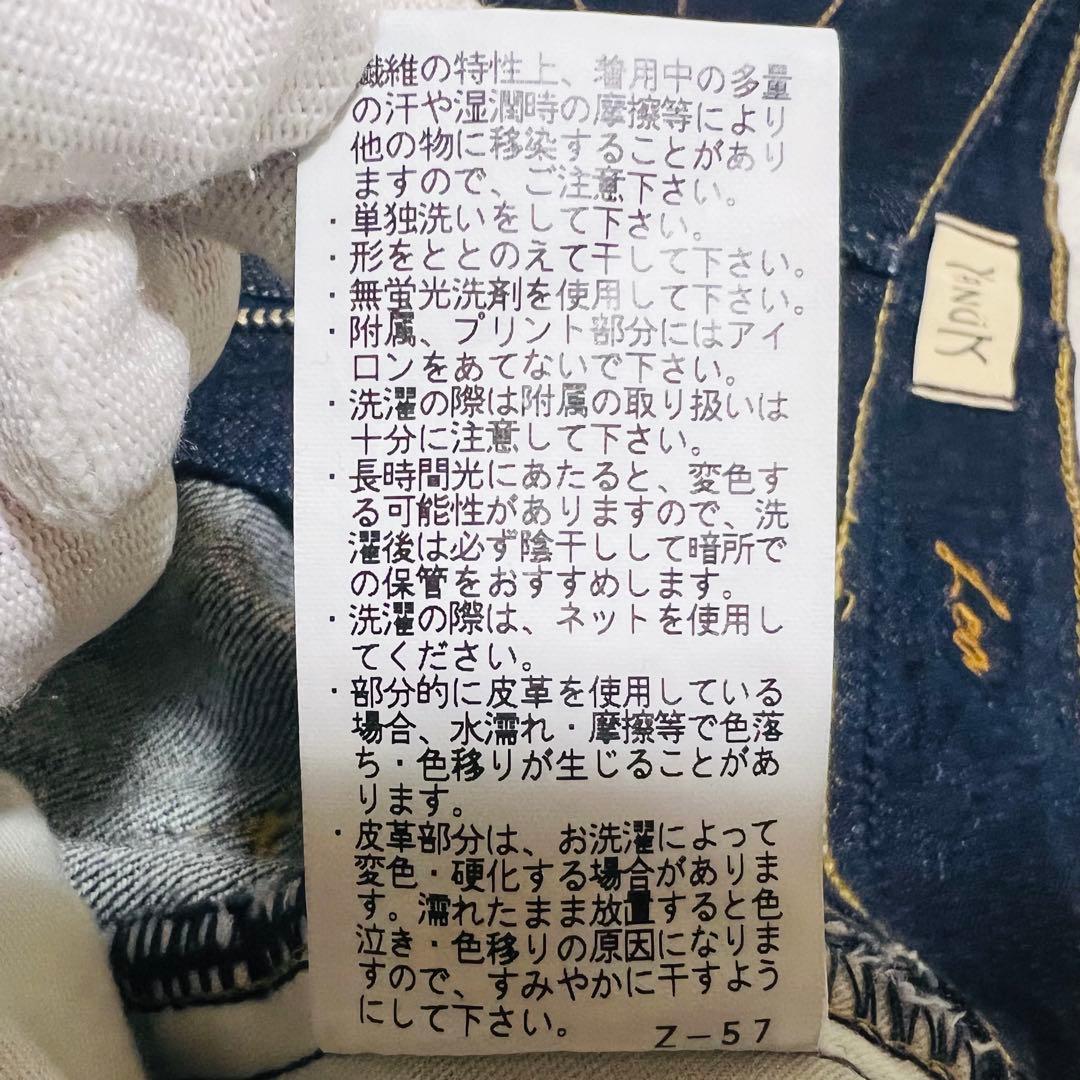 繊維の特性上、着用中の多量
の汗や湿潤時の摩擦等により
他の物に移染することがあり
ますので、ご注意下さい。
・単独洗いをして下さい。
・形をととのえて干して下さい。
・無蛍光洗剤を使用して下さい。
・附属、プリント部分にはアイ
ロンをあてないで下さい。
・洗濯の際は附属の取り扱いは
十分に注意して下さい。
・長時間光にあたると、変色す
る可能性がありますので、洗
濯後は必ず陰干しして暗所で
の保管をおすすめします。
・洗濯の際は、ネットを使用し
てください。
・部分的に皮革を使用している
場合、水濡れ・摩擦等で色落
ち・色移りが生じることがあ
ります。
・皮革部分は、お洗濯によって
変色・硬化する場合がありま
す。濡れたまま放置すると色
泣き・色移りの原因になりま
すので、すみやかに干すよう
にして下さい。
Z-57